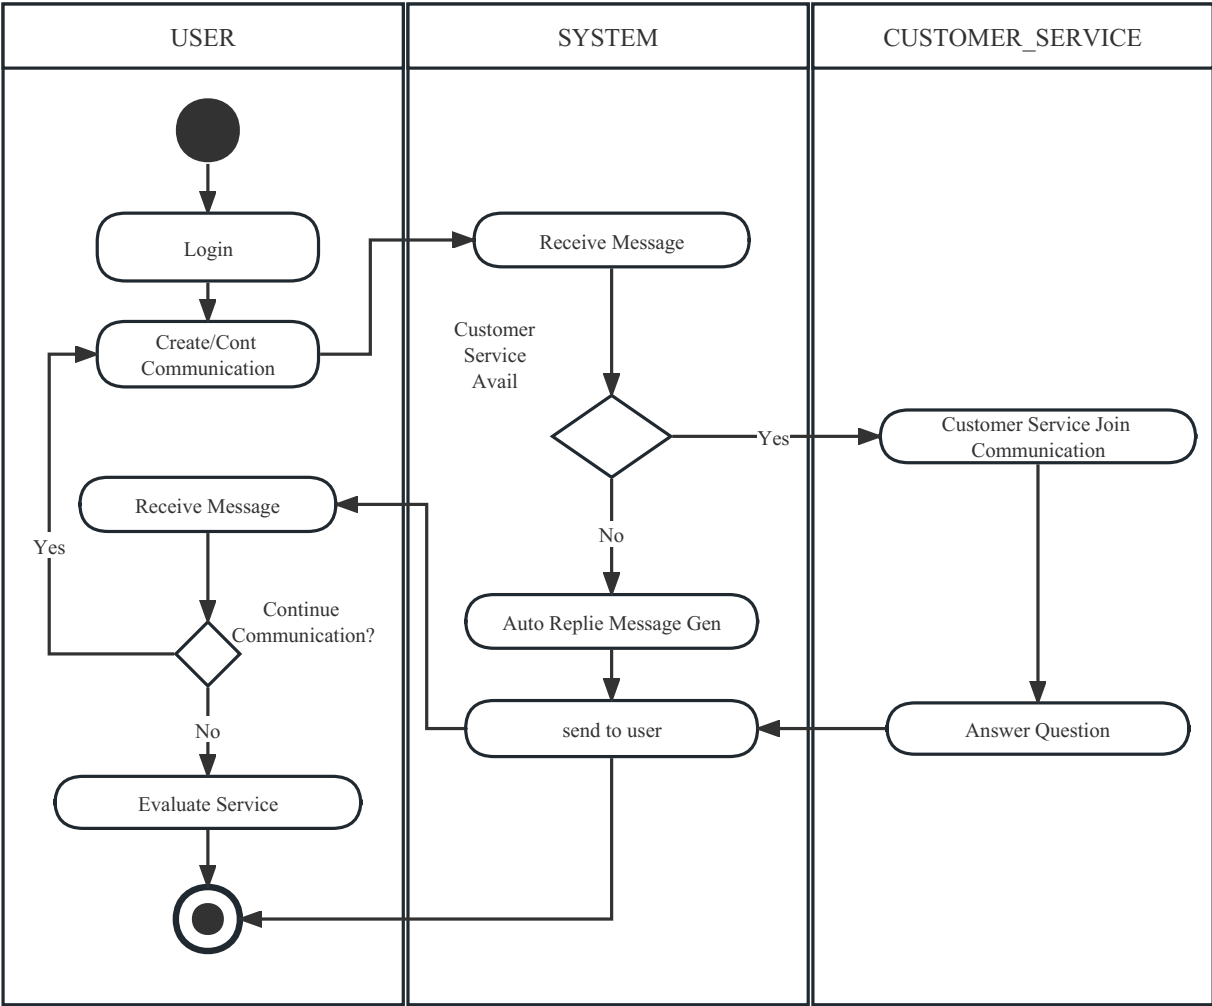 USER
SYSTEM
CUSTOMER_SERVICE
Login
Receive Message
Create/Cont
Communication
Customer
Service
Avail
Yes
Customer Service Join
Communication
Receive Message
Yes
No
Continue
Communication?
Auto Replie Message Gen
No
send to user
Answer Question
Evaluate Service